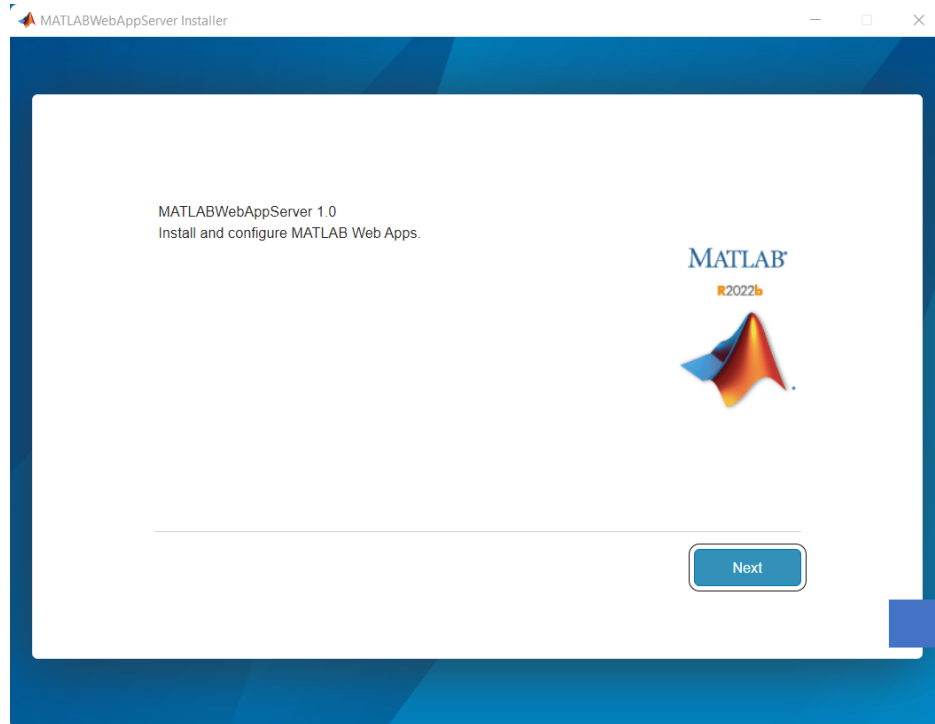 MATLABWebAppServer Installer
MATLABWebAppServer 1.0
Install and configure MATLAB Web Apps.
MATLAB®
R2022b
Next